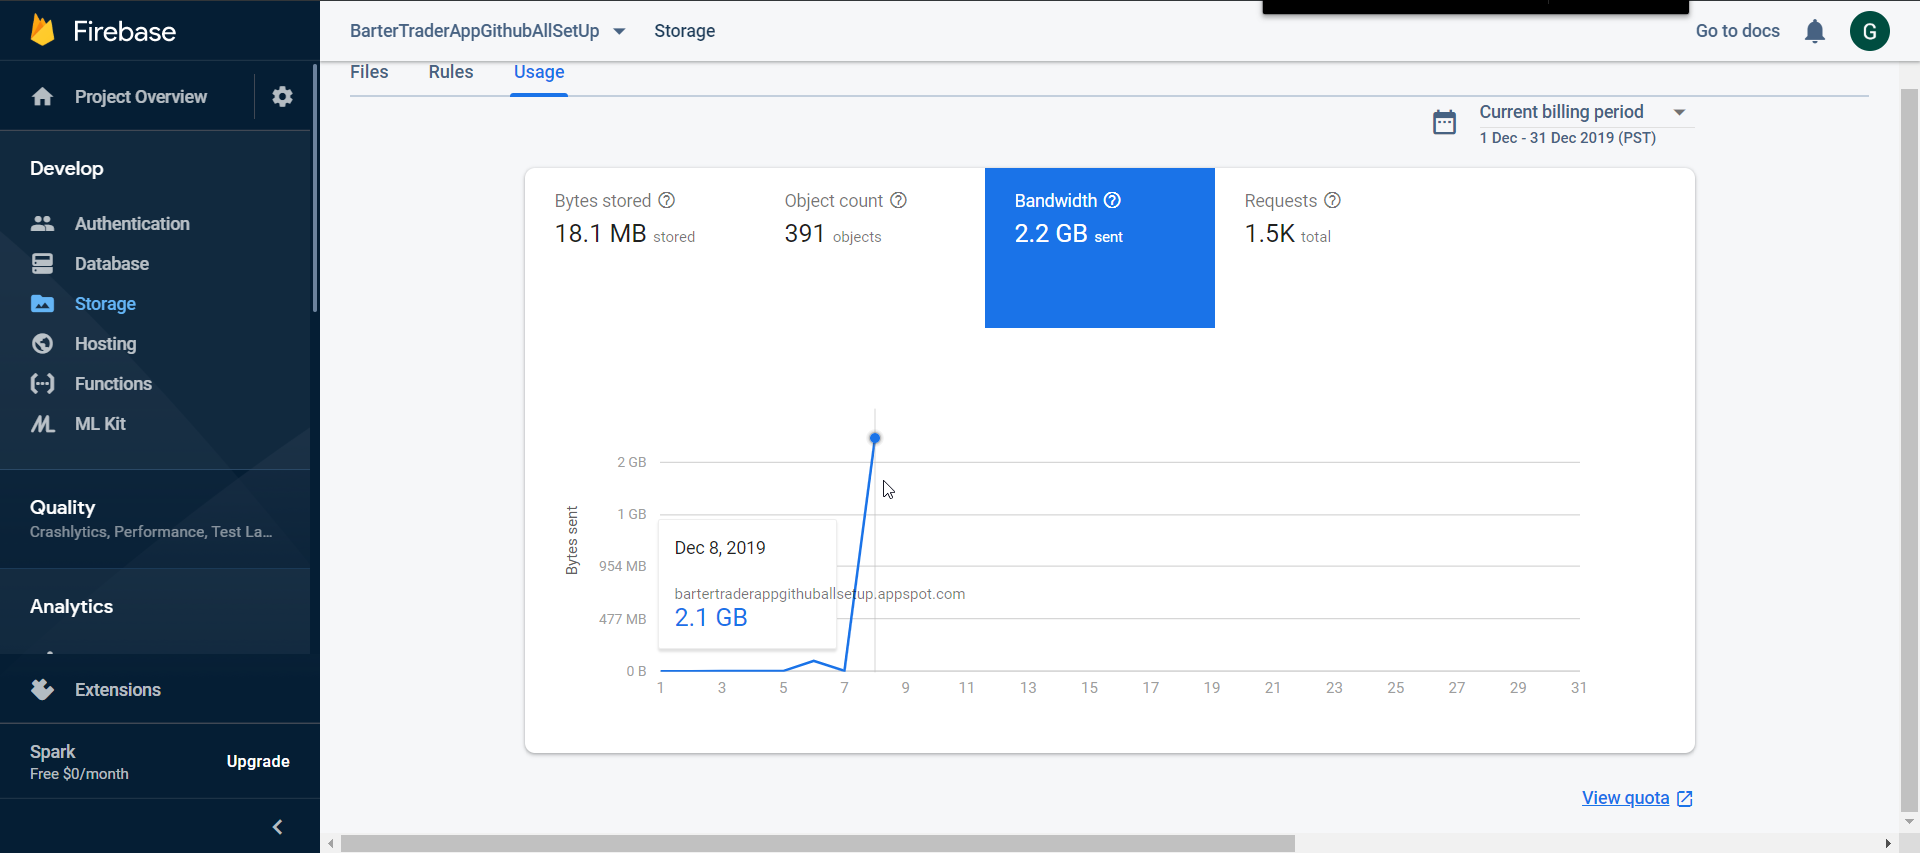 Firebase
BarterTraderAppGithubAllSetUp
Storage
Go to docs
G
Project Overview
Files
Rules
Usage
Current billing period
1 Dec - 31 Dec 2019 (PST)
Develop
Authentication
Database
Storage
Hosting
Functions
ML Kit
Quality
Crashlytics, Performance, Test La...
Analytics
Extensions
Spark
Free $0/month
Upgrade
Bytes stored
18.1 MB stored
Object count
391 objects
Bandwidth
2.2 GB sent
Requests
1.5K total
Bytes sent
2 GB
1 GB
954 MB
477 MB
0 B
Dec 8, 2019
bartertraderappgithuballsetup.appspot.com
2.1 GB
1 3 5 7 9 11 13 15 17 19 21 23 25 27 29 31
View quota